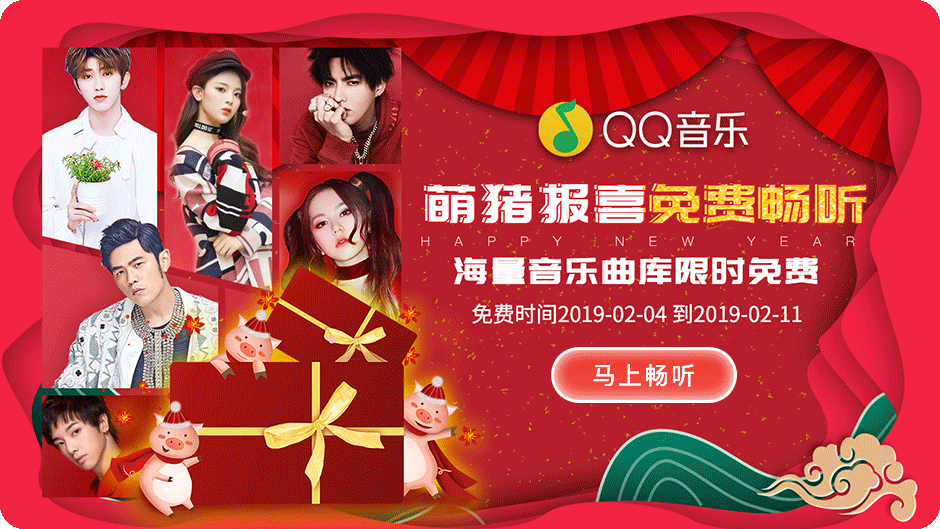 QQ音乐
萌猪报喜免费畅听
HAPPY NEW YEAR
海量音乐曲库限时免费
免费时间2019-02-04 到2019-02-11
马上畅听